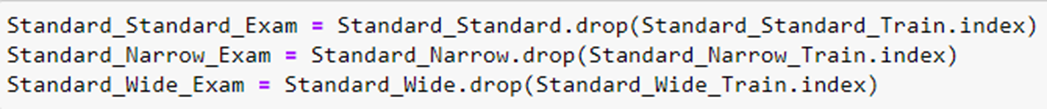 Standard_Standard_Exam = Standard_Standard.drop(Standard_Standard_Train.index)
Standard_Narrow_Exam = Standard_Narrow.drop(Standard_Narrow_Train.index)
Standard_Wide_Exam = Standard_Wide.drop(Standard_Wide_Train.index)